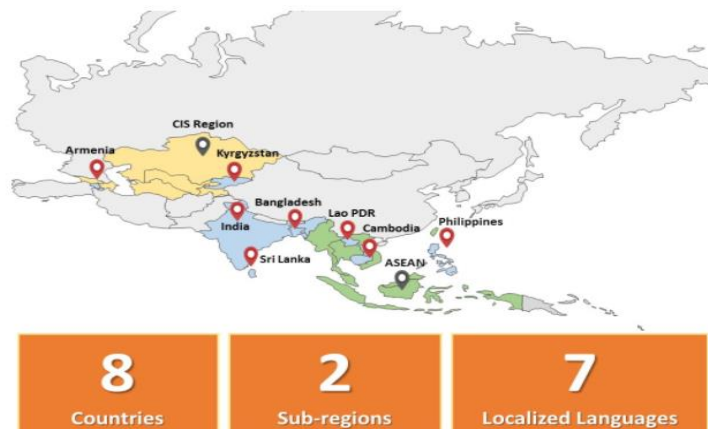 CIS Region
Armenia
Kyrgyzstan
Bangladesh
Lao PDR
Cambodia
Philippines
India
Sri Lanka
ASEAN
8
Countries
2
Sub-regions
7
Localized Languages